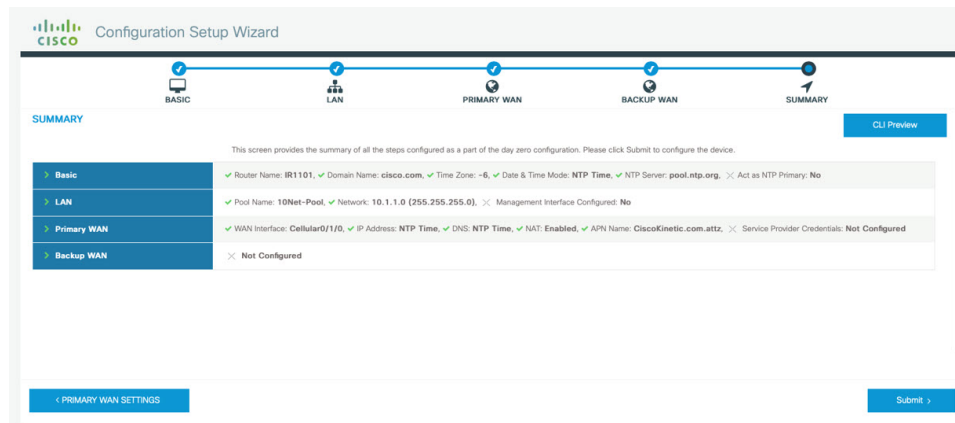 CISCO Configuration Setup Wizard
BASIC LAN PRIMARY WAN BACKUP WAN SUMMARY
SUMMARY
CLI Preview
This screen provides the summary of all the steps configured as a part of the day zero configuration. Please click Submit to configure the device.
Basic Router Name: IR1101, Domain Name: cisco.com, Time Zone: -6, Date & Time Mode: NTP Time, NTP Server: pool.ntp.org, Act as NTP Primary: No
LAN Pool Name: 10Net-Pool, Network: 10.1.1.0 {255.255.255.0}, Management Interface Configured: No
Primary WAN WAN Interface: Cellular0/1/0, IP Address: NTP Time, DNS: NTP Time, NAT: Enabled, APN Name: CiscoKinetic.com.attz, Service Provider Credentials: Not Configured
Backup WAN Not Configured
< PRIMARY WAN SETTINGS Submit >